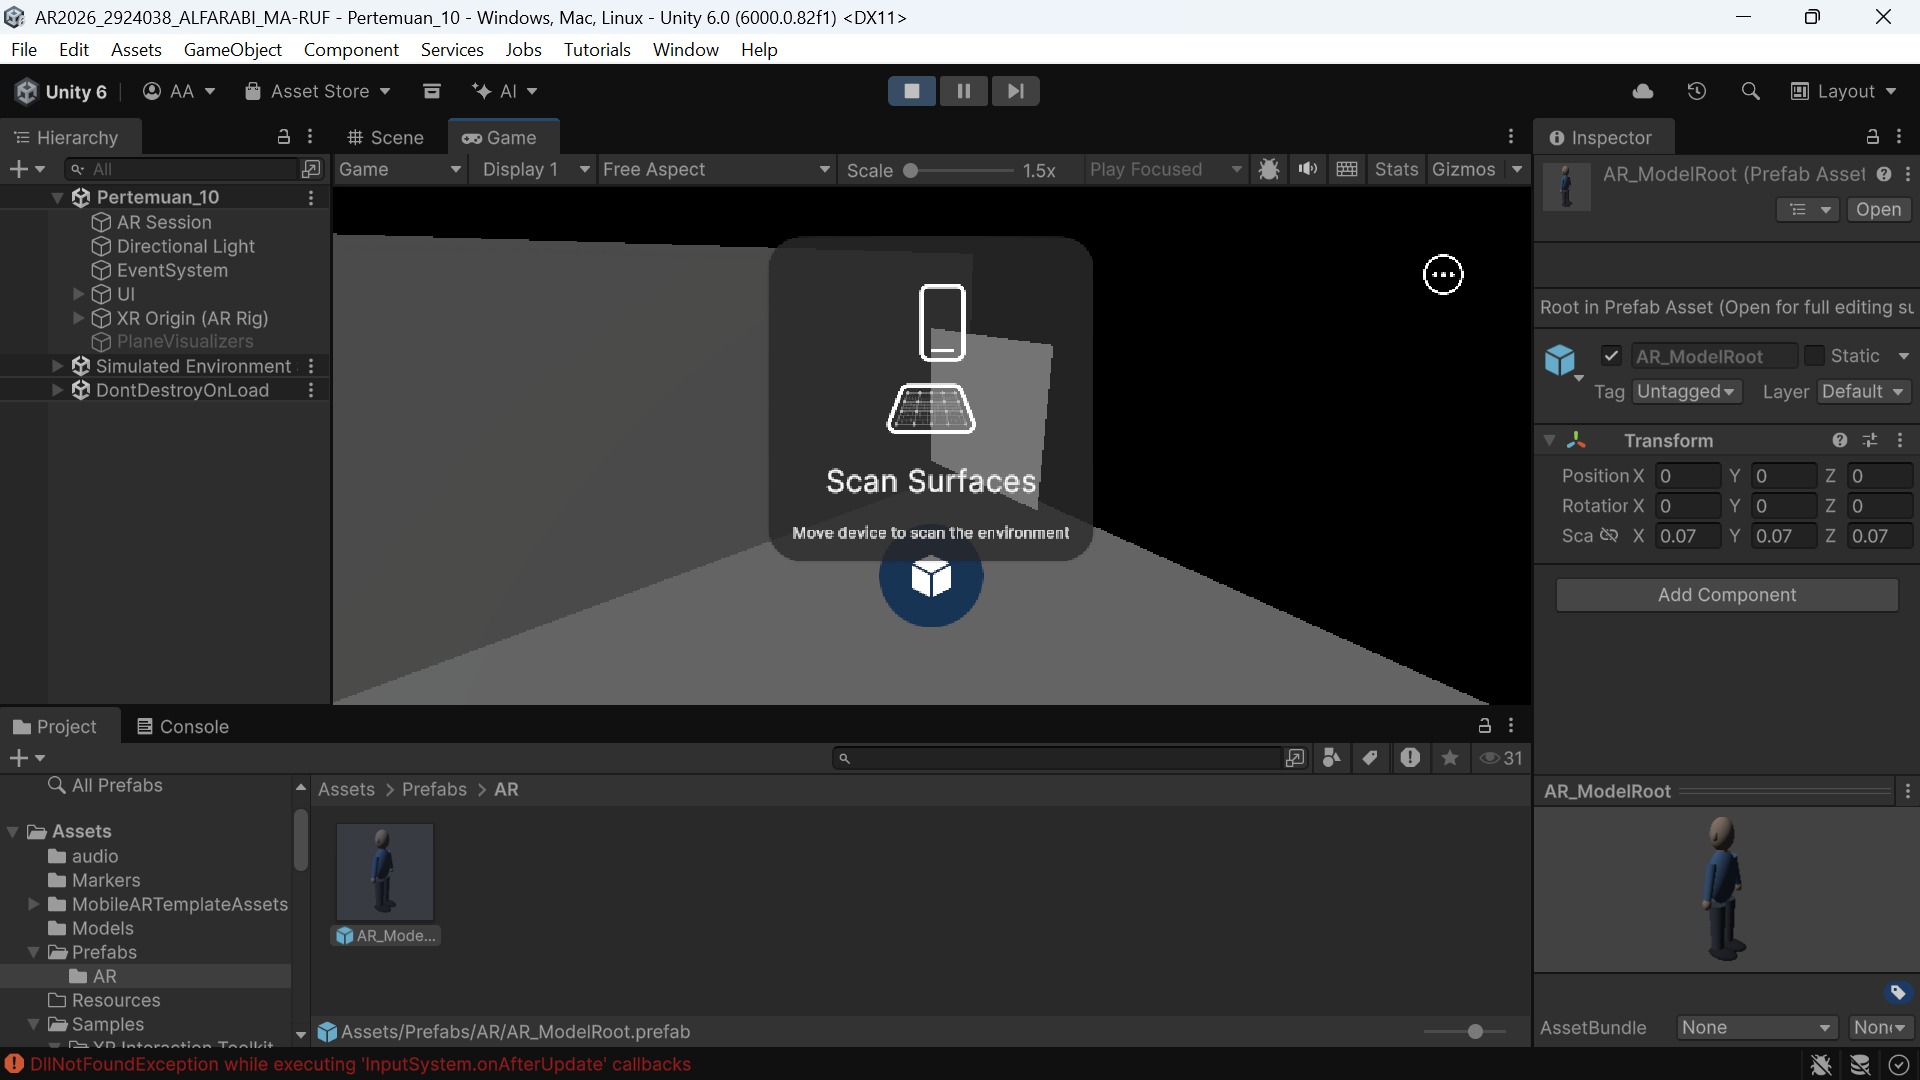 AR2026_2924038_ALFARABI_MA-RUF - Pertemuan_10 - Windows, Mac, Linux - Unity 6.0 (6000.0.82f1) <DX11>
File Edit Assets GameObject Component Services Jobs Tutorials Window Help
Unity 6 AA Asset Store AI Layout
Hierarchy
All
Pertemuan_10
AR Session
Directional Light
EventSystem
UI
XR Origin (AR Rig)
PlaneVisualizers
Simulated Environment
DontDestroyOnLoad
Scene Game
Game Display 1 Free Aspect Scale 1.5x Play Focused Stats Gizmos
Scan Surfaces
Move device to scan the environment
Inspector
AR_ModelRoot (Prefab Asset
Open
Root in Prefab Asset (Open for full editing su
AR_ModelRoot Static
Tag Untagged Layer Default
Transform
Position X 0 Y 0 Z 0
Rotation X 0 Y 0 Z 0
Sca X 0.07 Y 0.07 Z 0.07
Add Component
Project Console
31
All Prefabs
Assets
audio
Markers
MobileARTemplateAssets
Models
Prefabs
AR
Resources
Samples
XR Interaction Toolkit
Assets > Prefabs > AR
AR_Mode...
Assets/Prefabs/AR/AR_ModelRoot.prefab
AR_ModelRoot
AssetBundle None None
DllNotFoundException while executing 'InputSystem.onAfterUpdate' callbacks